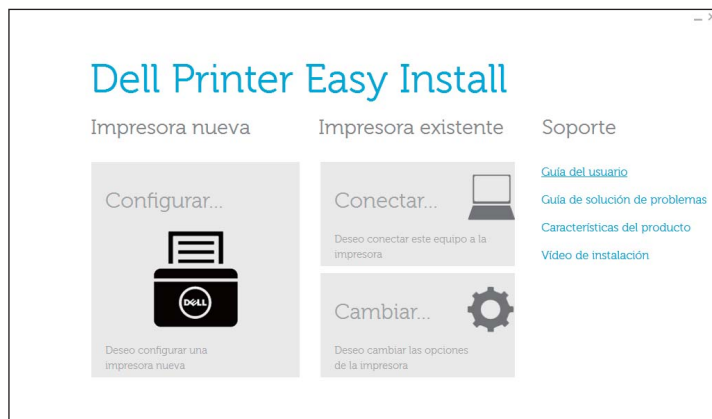 Dell Printer Easy Install
Impresora nueva
Configurar...
DELL
Deseo configurar una
impresora nueva
Impresora existente
Conectar...
Deseo conectar este equipo a la
impresora
Cambiar...
Deseo cambiar las opciones
de la impresora
Soporte
Guía del usuario
Guía de solución de problemas
Características del producto
Vídeo de instalación